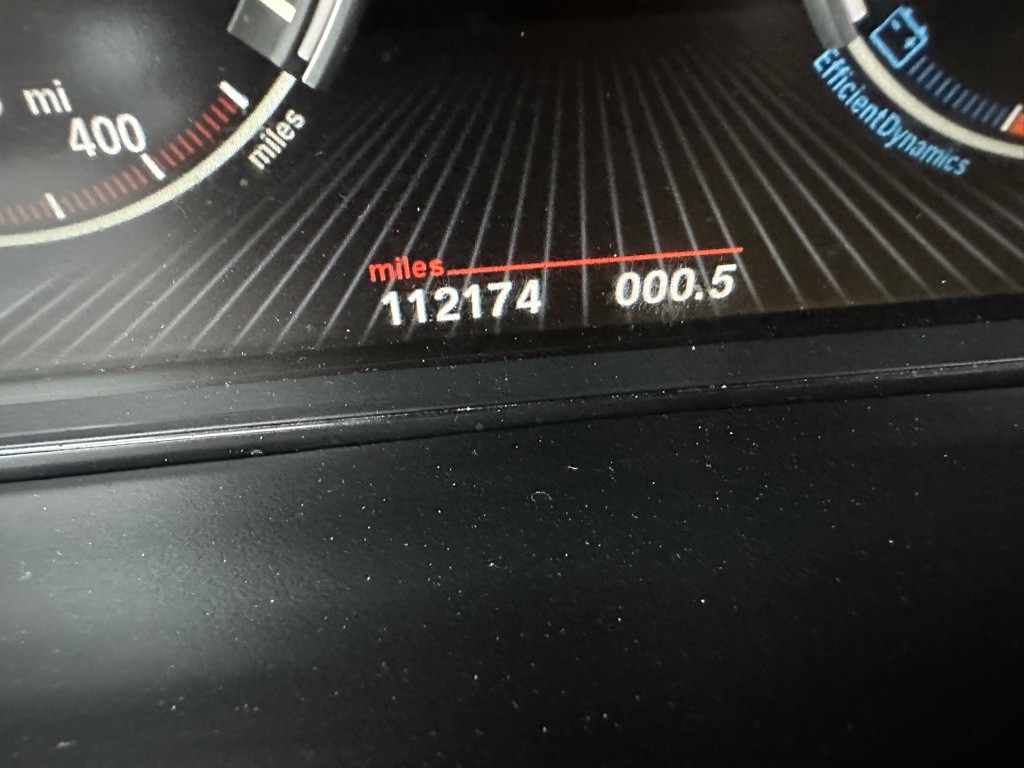 mi
400
miles
EfficientDynamics
miles
112174 000.5